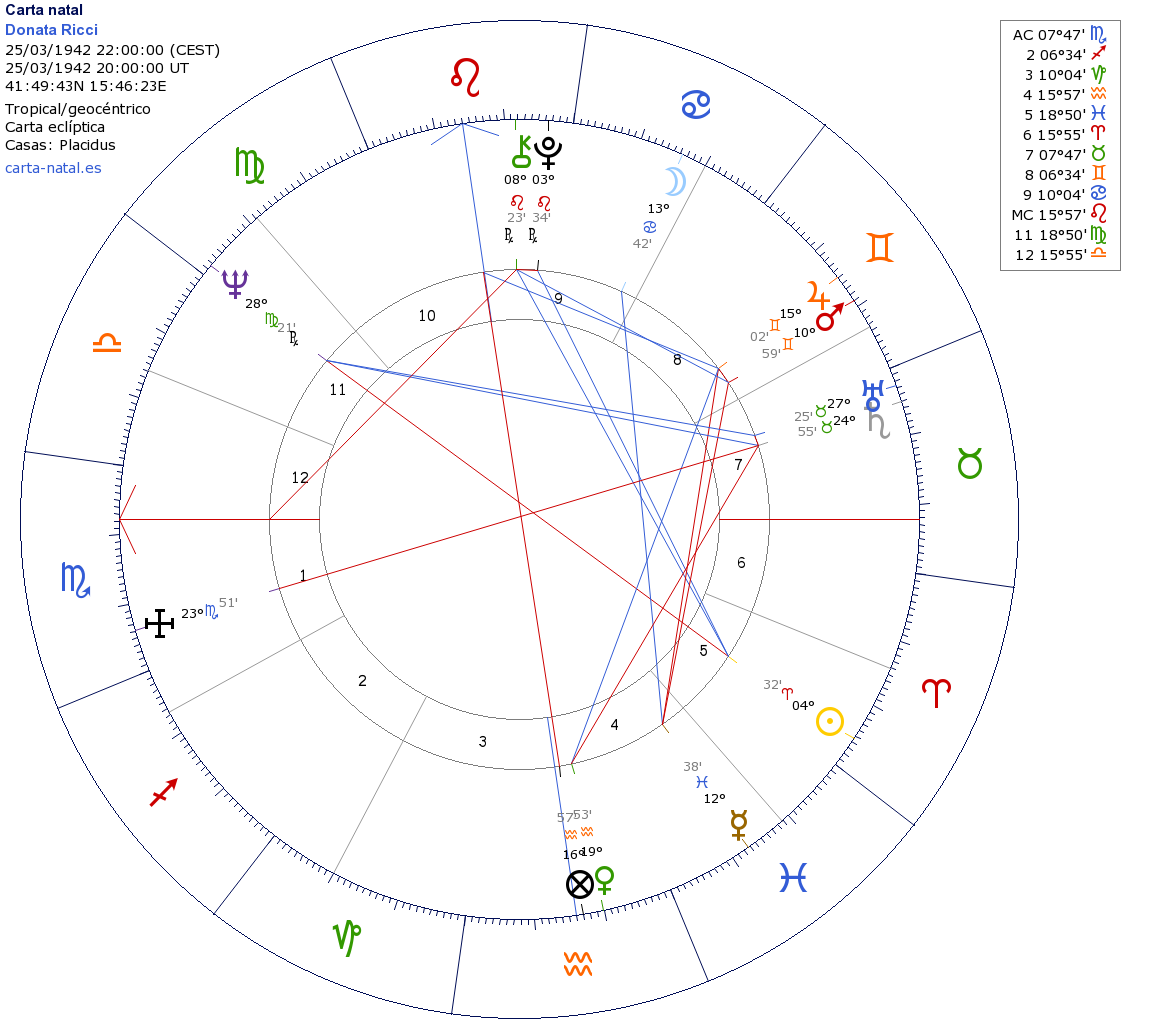 Carta natal
Donata Ricci
25/03/1942 22:00:00 (CEST)
25/03/1942 20:00:00 UT
41:49:43N 15:46:23E
Tropical/geocéntrico
Carta eclíptica
Casas: Placidus
carta-natal.es
AC 07°47' ♏
2 06°34' ♐
3 10°04' ♑
4 15°57' ♒
5 18°50' ♓
6 15°55' ♈
7 07°47' ♉
8 06°34' ♊
9 10°04' ♋
MC 15°57' ♌
11 18°50' ♍
12 15°55' ♎
♌
♋
♍
♊
♎
♉
♏
♈
♐
♓
♑
♒
⚷ 08° ♌ 23' ℞
♇ 03° ♌ 34' ℞
☽ 13° ♋ 42'
♆ 28° ♍ 21' ℞
♃ 15° ♊ 02'
♂ 10° ♊ 59'
♅ 27° ♉ 25'
♄ 24° ♉ 55'
23° ♏ 51'
☉ 04° ♈ 32'
☿ 12° ♓ 38'
⊗ 16° ♒ 57'
♀ 19° ♒ 53'
1
2
3
4
5
6
7
8
9
10
11
12